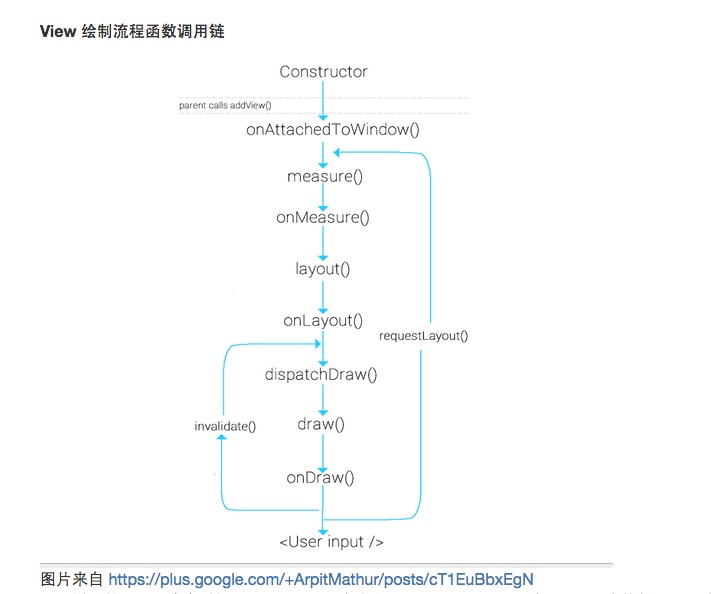 View 绘制流程函数调用链
Constructor
parent calls addView()
onAttachedToWindow()
measure()
onMeasure()
layout()
onLayout()
requestLayout()
dispatchDraw()
invalidate()
draw()
onDraw()
<User input />
图片来自 https://plus.google.com/+ArpitMathur/posts/cT1EuBbxEgN